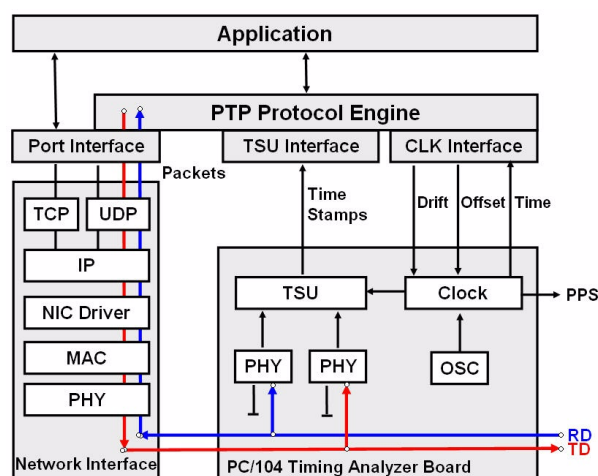 Application
PTP Protocol Engine
Port Interface
TSU Interface
CLK Interface
Packets
TCP
UDP
Time
Stamps
Drift
Offset
Time
IP
TSU
Clock
PPS
NIC Driver
MAC
PHY
PHY
OSC
PHY
RD
TD
Network Interface
PC/104 Timing Analyzer Board